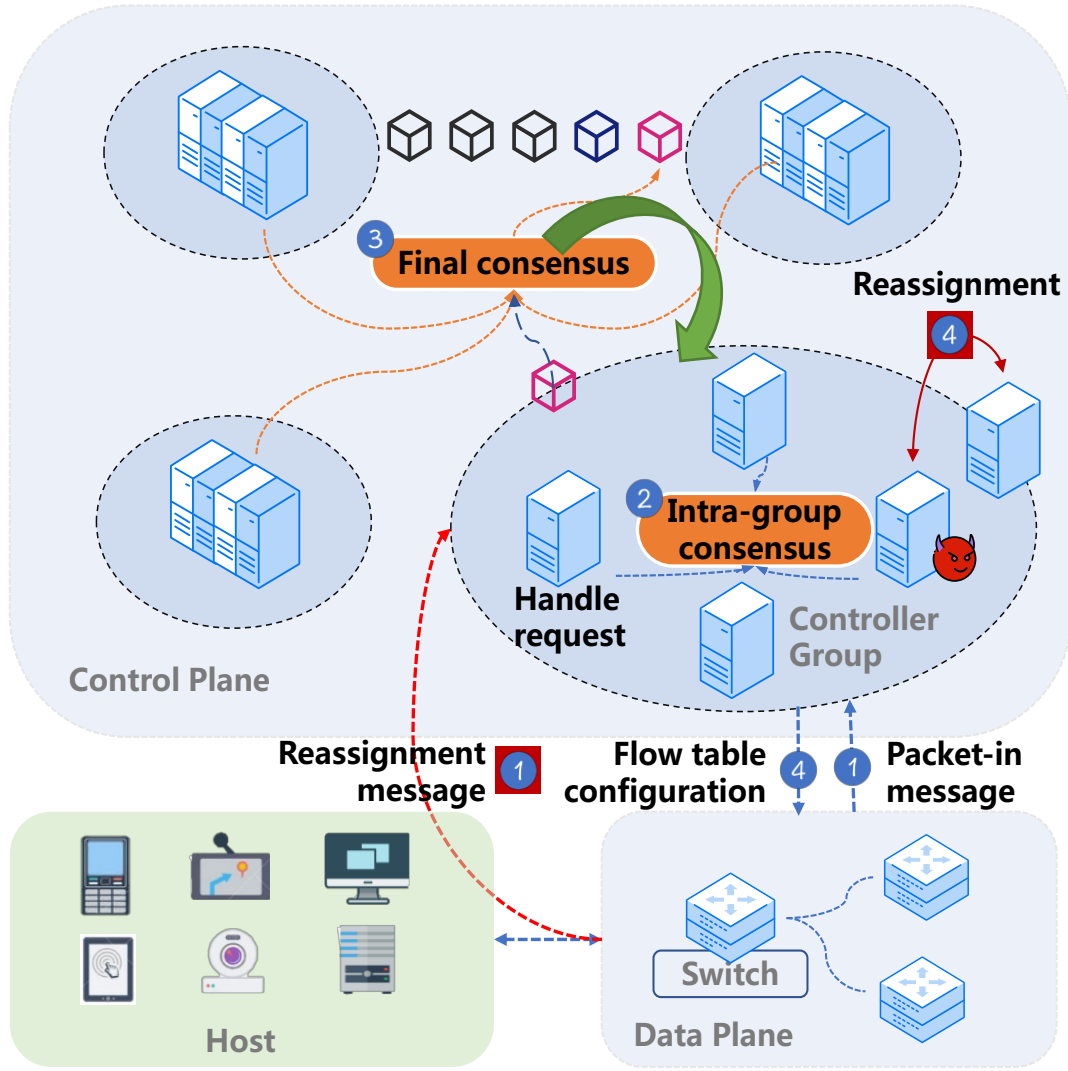 3
Final consensus
Reassignment
4
2
Intra-group
consensus
Handle
request
Controller
Group
Control Plane
Reassignment
message
1
Flow table
configuration
4
1
Packet-in
message
Switch
Host
Data Plane